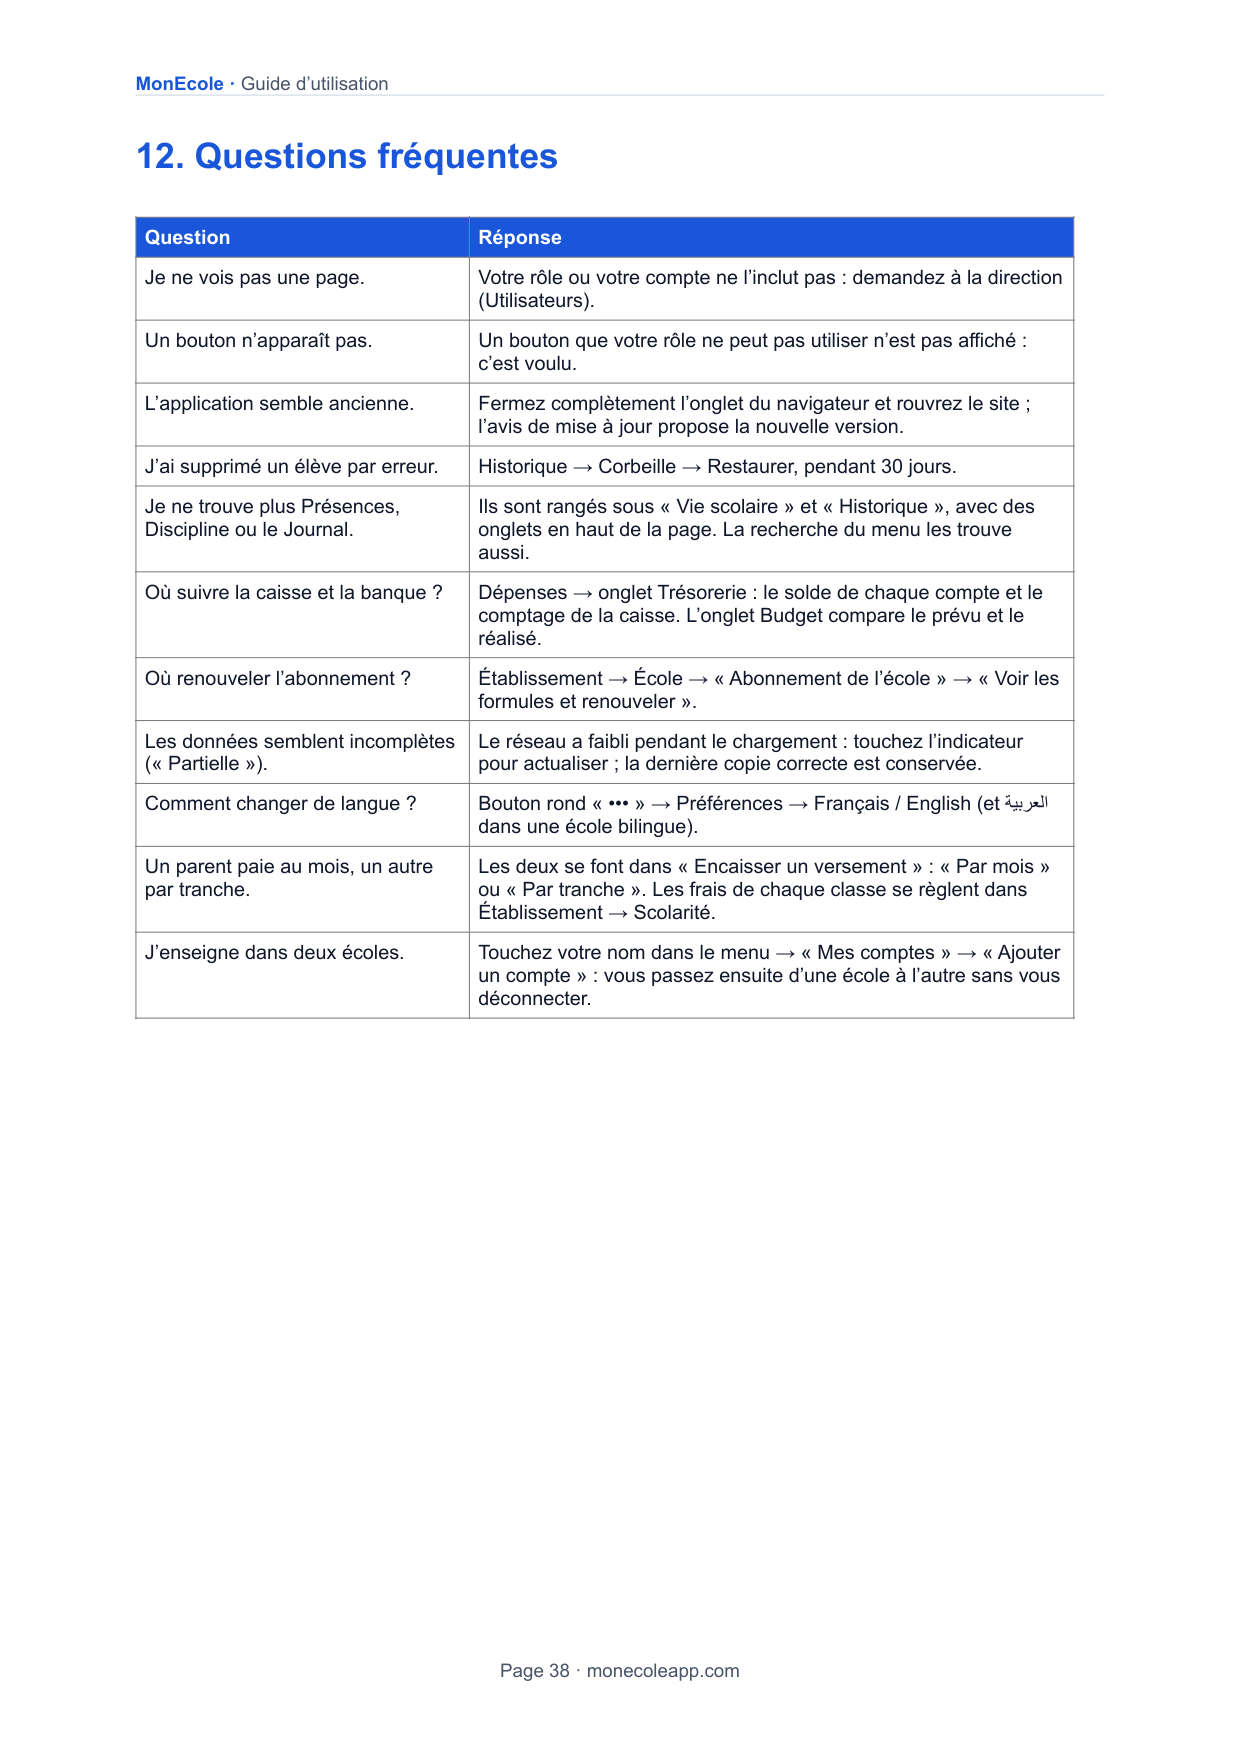 MonEcole · Guide d’utilisation
12. Questions fréquentes
Question
Réponse
Je ne vois pas une page.
Votre rôle ou votre compte ne l’inclut pas : demandez à la direction
(Utilisateurs).
Un bouton n’apparaît pas.
Un bouton que votre rôle ne peut pas utiliser n’est pas affiché :
c’est voulu.
L’application semble ancienne.
Fermez complètement l’onglet du navigateur et rouvrez le site ;
l’avis de mise à jour propose la nouvelle version.
J’ai supprimé un élève par erreur.
Historique → Corbeille → Restaurer, pendant 30 jours.
Je ne trouve plus Présences,
Discipline ou le Journal.
Ils sont rangés sous « Vie scolaire » et « Historique », avec des
onglets en haut de la page. La recherche du menu les trouve
aussi.
Où suivre la caisse et la banque ?
Dépenses → onglet Trésorerie : le solde de chaque compte et le
comptage de la caisse. L’onglet Budget compare le prévu et le
réalisé.
Où renouveler l’abonnement ?
Établissement → École → « Abonnement de l’école » → « Voir les
formules et renouveler ».
Les données semblent incomplètes
(« Partielle »).
Le réseau a faibli pendant le chargement : touchez l’indicateur
pour actualiser ; la dernière copie correcte est conservée.
Comment changer de langue ?
Bouton rond « ••• » → Préférences → Français / English (et العربية
dans une école bilingue).
Un parent paie au mois, un autre
par tranche.
Les deux se font dans « Encaisser un versement » : « Par mois »
ou « Par tranche ». Les frais de chaque classe se règlent dans
Établissement → Scolarité.
J’enseigne dans deux écoles.
Touchez votre nom dans le menu → « Mes comptes » → « Ajouter
un compte » : vous passez ensuite d’une école à l’autre sans vous
déconnecter.
Page 38 · monecoleapp.com